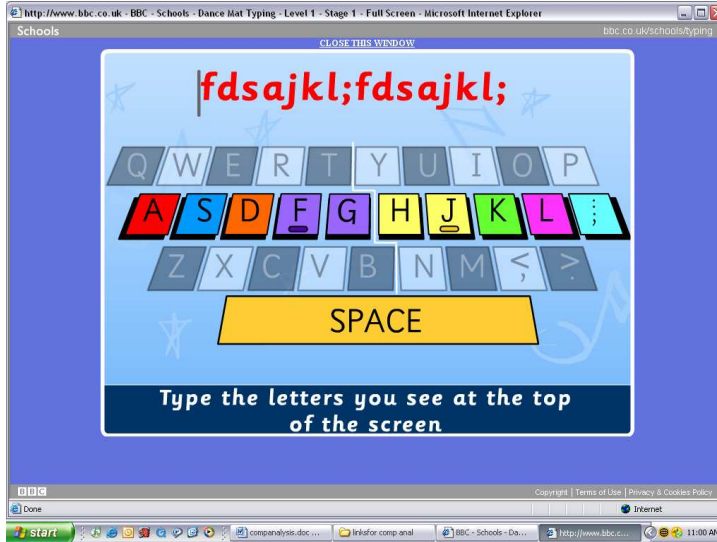 http://www.bbc.co.uk - BBC - Schools - Dance Mat Typing - Level 1 - Stage 1 - Full Screen - Microsoft Internet Explorer
Schools bbc.co.uk/schools/typing
CLOSE THIS WINDOW
fdsajkl;fdsajkl;
Q W E R T Y U I O P
A S D F G H J K L ;
Z X C V B N M < , > .
SPACE
Type the letters you see at the top
of the screen
BBC Copyright | Terms of Use | Privacy & Cookies Policy
Done Internet
start companalysis.doc ... linksfor comp anal BBC - Schools - Da... http://www.bbc.c... 11:00 AM